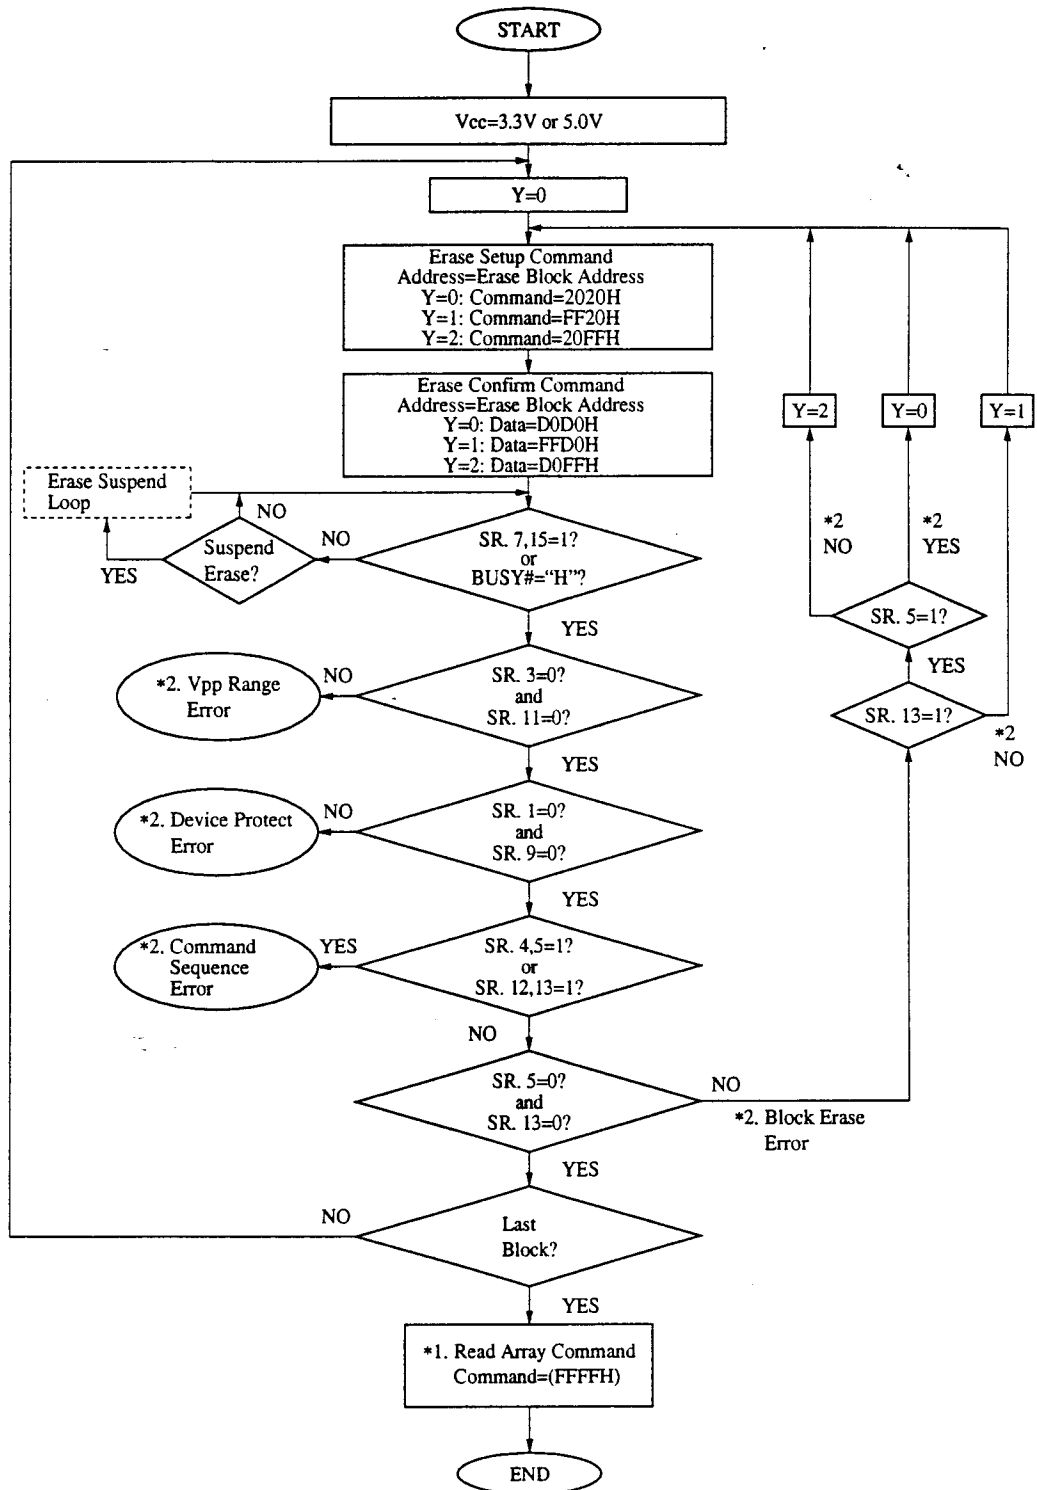 START
Vcc=3.3V or 5.0V
Y=0
Erase Setup Command
Address=Erase Block Address
Y=0: Command=2020H
Y=1: Command=FF20H
Y=2: Command=20FFH
Erase Confirm Command
Address=Erase Block Address
Y=0: Data=D0D0H
Y=1: Data=FFD0H
Y=2: Data=D0FFH
Y=2
Y=0
Y=1
Erase Suspend
Loop
NO
YES
Suspend
Erase?
NO
SR. 7,15=1?
or
BUSY#="H"?
YES
*2
NO
*2
YES
SR. 5=1?
YES
SR. 13=1?
*2
NO
*2. Vpp Range
Error
NO
SR. 3=0?
and
SR. 11=0?
YES
*2. Device Protect
Error
NO
SR. 1=0?
and
SR. 9=0?
YES
*2. Command
Sequence
Error
YES
SR. 4,5=1?
or
SR. 12,13=1?
NO
SR. 5=0?
and
SR. 13=0?
NO
*2. Block Erase
Error
YES
NO
Last
Block?
YES
*1. Read Array Command
Command=(FFFFH)
END